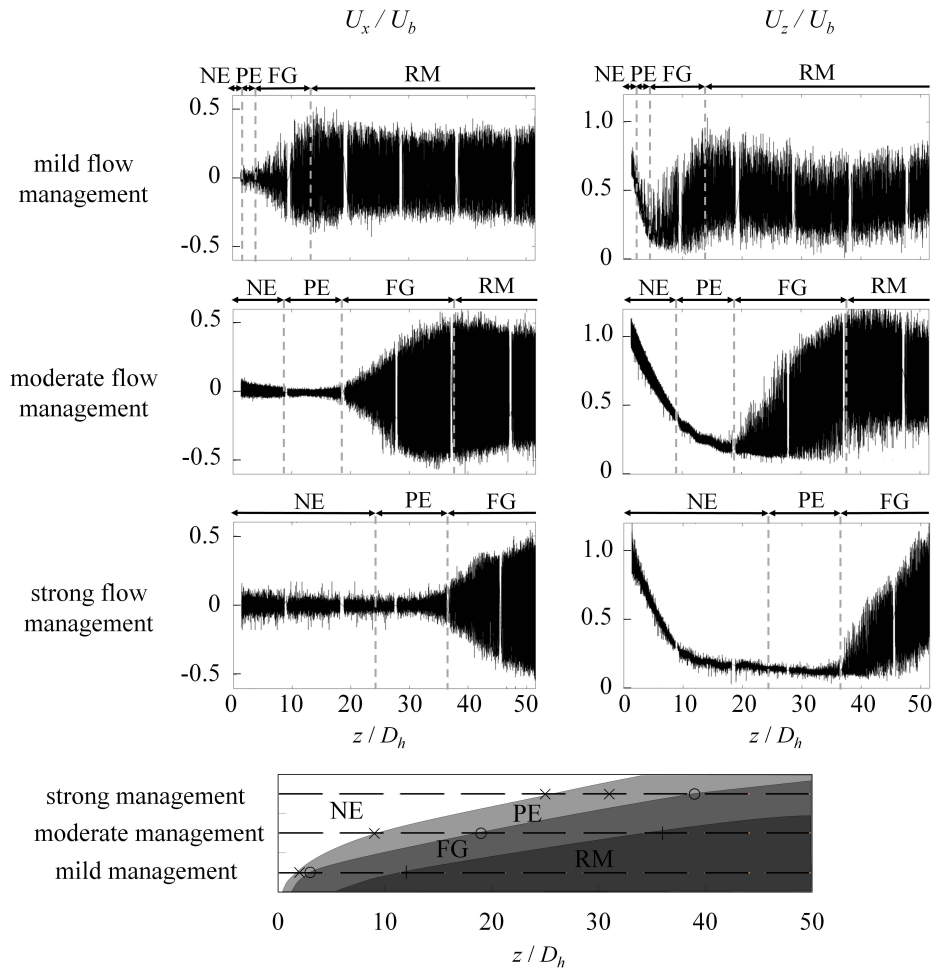 U_x / U_b U_z / U_b
NE PE FG RM NE PE FG RM
0.5 1.0
mild flow
management
0 0.5
-0.5 0
NE PE FG RM NE PE FG RM
0.5 1.0
moderate flow
management
0 0.5
-0.5 0
NE PE FG NE PE FG
0.5 1.0
strong flow
management
0 0.5
-0.5 0
0 10 20 30 40 50 0 10 20 30 40 50
z / D_h z / D_h
strong management
NE PE
moderate management
FG RM
mild management
0 10 20 30 40 50
z / D_h